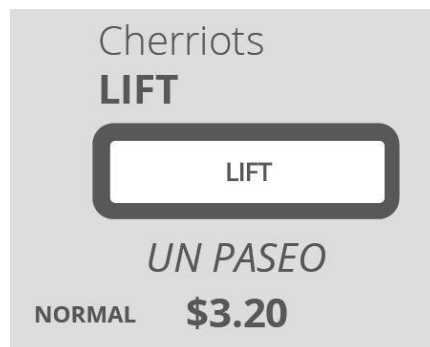 Cherriots
LIFT
LIFT
UN PASEO
NORMAL $3.20